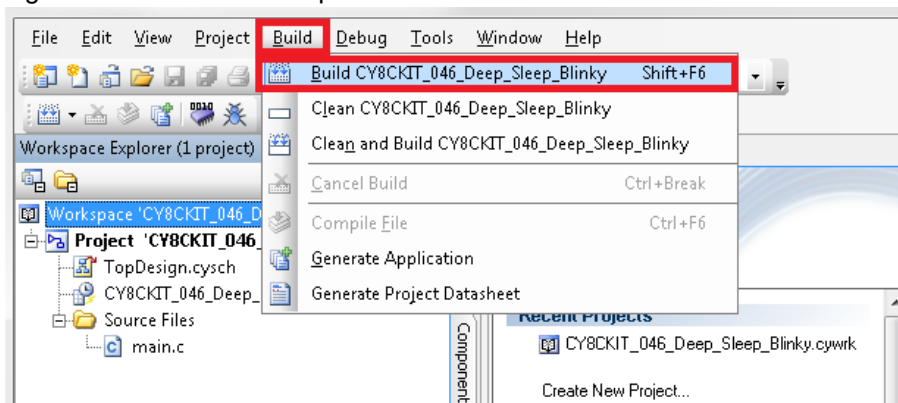 File Edit View Project Build Debug Tools Window Help
Build CY8CKIT_046_Deep_Sleep_Blinky Shift+F6
Clean CY8CKIT_046_Deep_Sleep_Blinky
Clean and Build CY8CKIT_046_Deep_Sleep_Blinky
Cancel Build Ctrl+Break
Compile File Ctrl+F6
Generate Application
Generate Project Datasheet
Workspace Explorer (1 project)
Workspace 'CY8CKIT_046_D
Project 'CY8CKIT_046_
TopDesign.cysch
CY8CKIT_046_Deep_
Source Files
main.c
Component
Recent Projects
CY8CKIT_046_Deep_Sleep_Blinky.cywrk
Create New Project...